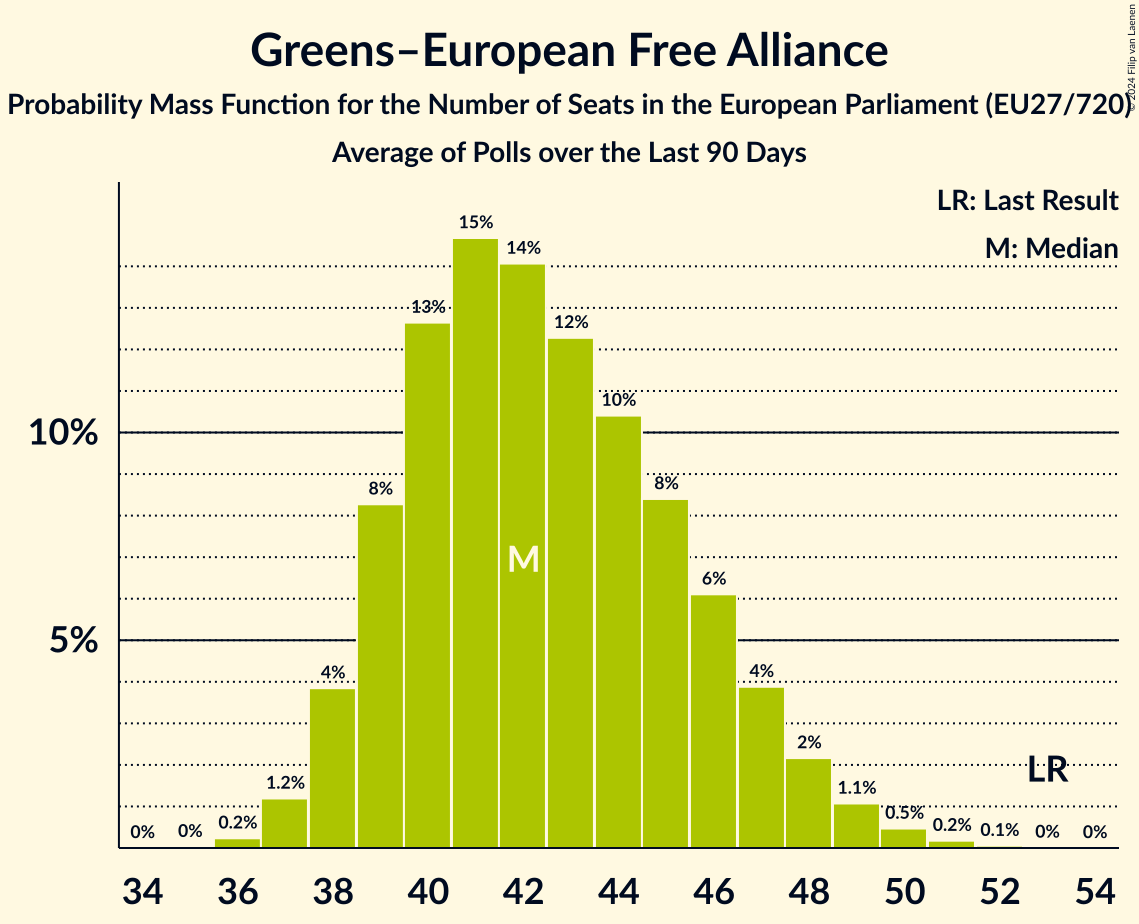 Greens–European Free Alliance
Probability Mass Function for the Number of Seats in the European Parliament (EU27/720)
Average of Polls over the Last 90 Days
© 2024 Filip van Laenen
LR: Last Result
M: Median
15%
14%
13%
12%
10%
10%
8%
8%
M
6%
5%
4%
4%
2%
LR
1.2%
1.1%
0.5%
0%
0%
0.2%
0.2%
0.1%
0%
0%
34 36 38 40 42 44 46 48 50 52 54